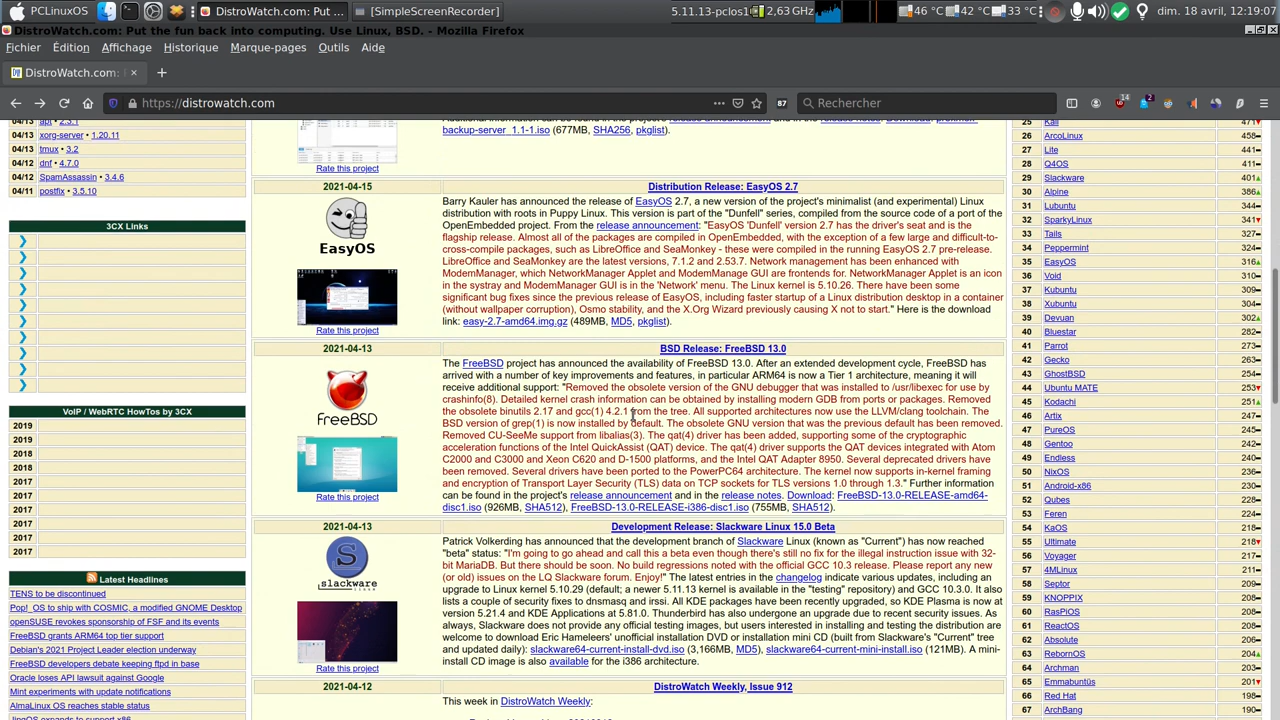 PCLinuxOS
DistroWatch.com: Put ...
[SimpleScreenRecorder]
5.11.13-pclos1
2,63 GHz
46 °C
42 °C
33 °C
dim. 18 avril, 12:19:07
DistroWatch.com: Put the fun back into computing. Use Linux, BSD. - Mozilla Firefox
Fichier Édition Affichage Historique Marque-pages Outils Aide
DistroWatch.com:
https://distrowatch.com
87
Rechercher
14
2
04/13 apt • 2.3.1
04/13 xorg-server • 1.20.11
04/13 tmux • 3.2
04/13 dnf • 4.7.0
04/12 SpamAssassin • 3.4.6
04/11 postfix • 3.5.10
3CX Links
VoIP / WebRTC HowTos by 3CX
2019
2019
2018
2018
2017
2017
2017
2017
2017
2017
Latest Headlines
TENS to be discontinued
Pop!_OS to ship with COSMIC, a modified GNOME Desktop
openSUSE revokes sponsorship of FSF and its events
FreeBSD grants ARM64 top tier support
Debian's 2021 Project Leader election underway
FreeBSD developers debate keeping ftpd in base
Oracle loses API lawsuit against Google
Mint experiments with update notifications
AlmaLinux OS reaches stable status
JingOS expands to support x86
backup-server_1.1-1.iso (677MB, SHA256, pkglist).
Rate this project
2021-04-15
Distribution Release: EasyOS 2.7
EasyOS
Rate this project
Barry Kauler has announced the release of EasyOS 2.7, a new version of the project's minimalist (and experimental) Linux
distribution with roots in Puppy Linux. This version is part of the "Dunfell" series, compiled from the source code of a port of the
OpenEmbedded project. From the release announcement: "EasyOS 'Dunfell' version 2.7 has the driver's seat and is the
flagship release. Almost all of the packages are compiled in OpenEmbedded, with the exception of a few large and difficult-to-
cross-compile packages, such as LibreOffice and SeaMonkey - these were compiled in the running EasyOS 2.7 pre-release.
LibreOffice and SeaMonkey are the latest versions, 7.1.2 and 2.53.7. Network management has been enhanced with
ModemManager, which NetworkManager Applet and ModemManage GUI are frontends for. NetworkManager Applet is an icon
in the systray and ModemManager GUI is in the 'Network' menu. The Linux kernel is 5.10.26. There have been some
significant bug fixes since the previous release of EasyOS, including faster startup of a Linux distribution desktop in a container
(without wallpaper corruption), Osmo stability, and the X.Org Wizard previously causing X not to start." Here is the download
link: easy-2.7-amd64.img.gz (489MB, MD5, pkglist).
2021-04-13
BSD Release: FreeBSD 13.0
FreeBSD
Rate this project
The FreeBSD project has announced the availability of FreeBSD 13.0. After an extended development cycle, FreeBSD has
arrived with a number of key improvements and features, in particular ARM64 is now a Tier 1 architecture, meaning it will
receive additional support: "Removed the obsolete version of the GNU debugger that was installed to /usr/libexec for use by
crashinfo(8). Detailed kernel crash information can be obtained by installing modern GDB from ports or packages. Removed
the obsolete binutils 2.17 and gcc(1) 4.2.1 from the tree. All supported architectures now use the LLVM/clang toolchain. The
BSD version of grep(1) is now installed by default. The obsolete GNU version that was the previous default has been removed.
Removed CU-SeeMe support from libalias(3). The qat(4) driver has been added, supporting some of the cryptographic
acceleration functions of the Intel QuickAssist (QAT) device. The qat(4) driver supports the QAT devices integrated with Atom
C2000 and C3000 and Xeon C620 and D-1500 platforms, and the Intel QAT Adapter 8950. Several deprecated drivers have
been removed. Several drivers have been ported to the PowerPC64 architecture. The kernel now supports in-kernel framing
and encryption of Transport Layer Security (TLS) data on TCP sockets for TLS versions 1.0 through 1.3." Further information
can be found in the project's release announcement and in the release notes. Download: FreeBSD-13.0-RELEASE-amd64-
disc1.iso (926MB, SHA512), FreeBSD-13.0-RELEASE-i386-disc1.iso (755MB, SHA512).
2021-04-13
Development Release: Slackware Linux 15.0 Beta
slackware
Rate this project
Patrick Volkerding has announced that the development branch of Slackware Linux (known as "Current") has now reached
"beta" status: "I'm going to go ahead and call this a beta even though there's still no fix for the illegal instruction issue with 32-
bit MariaDB. But there should be soon. No build regressions noted with the official GCC 10.3 release. Please report any new
(or old) issues on the LQ Slackware forum. Enjoy!" The latest entries in the changelog indicate various updates, including an
upgrade to Linux kernel 5.10.29 (default; a newer 5.11.13 kernel is available in the "testing" repository) and GCC 10.3.0. It also
lists a couple of security fixes to dnsmasq and irssi. All KDE packages have been recently upgraded, so KDE Plasma is now at
version 5.21.4 and KDE Applications at 5.81.0. Thunderbird has also undergone an upgrade due to recent security issues. As
always, Slackware does not provide any official testing images, but users interested in installing and testing the distribution are
welcome to download Eric Hameleers' unofficial installation DVD or installation mini CD (built from Slackware's "Current" tree
and updated daily): slackware64-current-install-dvd.iso (3,166MB, MD5), slackware64-current-mini-install.iso (121MB). A mini-
install CD image is also available for the i386 architecture.
2021-04-12
DistroWatch Weekly, Issue 912
This week in DistroWatch Weekly:
25 Kali 471
26 ArcoLinux 458
27 Lite 441
28 Q4OS 413
29 Slackware 401
30 Alpine 386
31 Lubuntu 344
32 SparkyLinux 341
33 Tails 327
34 Peppermint 324
35 EasyOS 316
36 Void 310
37 Kubuntu 309
38 Xubuntu 304
39 Devuan 302
40 Bluestar 282
41 Parrot 273
42 Gecko 263
43 GhostBSD 254
44 Ubuntu MATE 253
45 Kodachi 251
46 Artix 249
47 PureOS 245
48 Gentoo 242
49 Endless 240
50 NixOS 236
51 Android-x86 231
52 Qubes 228
53 Feren 224
54 KaOS 218
55 Ultimate 218
56 Voyager 217
57 4MLinux 211
58 Septor 209
59 KNOPPIX 209
60 RasPiOS 208
61 ReactOS 208
62 Absolute 206
63 RebornOS 204
64 Archman 203
65 Emmabuntüs 201
66 Red Hat 198
67 ArchBang 190